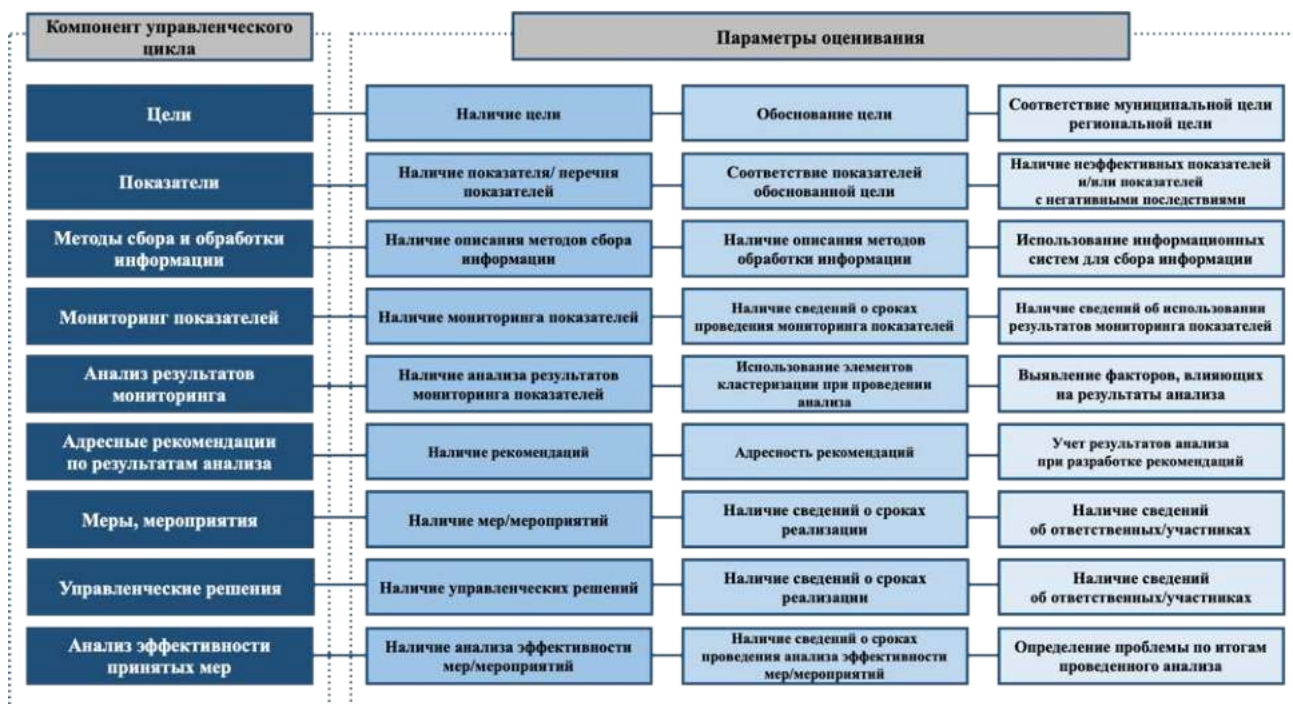 Компонент управленческого
цикла
Параметры оценивания
Цели
Наличие цели
Обоснование цели
Соответствие муниципальной цели
региональной цели
Показатели
Наличие показателя/ перечня
показателей
Соответствие показателей
обоснованной цели
Наличие неэффективных показателей
и/или показателей
с негативными последствиями
Методы сбора и обработки
информации
Наличие описания методов сбора
информации
Наличие описания методов
обработки информации
Использование информационных
систем для сбора информации
Мониторинг показателей
Наличие мониторинга показателей
Наличие сведений о сроках
проведения мониторинга показателей
Наличие сведений об использовании
результатов мониторинга показателей
Анализ результатов
мониторинга
Наличие анализа результатов
мониторинга показателей
Использование элементов
кластеризации при проведении
анализа
Выявление факторов, влияющих
на результаты анализа
Адресные рекомендации
по результатам анализа
Наличие рекомендаций
Адресность рекомендаций
Учет результатов анализа
при разработке рекомендаций
Меры, мероприятия
Наличие мер/мероприятий
Наличие сведений о сроках
реализации
Наличие сведений
об ответственных/участниках
Управленческие решения
Наличие управленческих решений
Наличие сведений о сроках
реализации
Наличие сведений
об ответственных/участниках
Анализ эффективности
принятых мер
Наличие анализа эффективности
мер/мероприятий
Наличие сведений о сроках
проведения анализа эффективности
мер/мероприятий
Определение проблемы по итогам
проведенного анализа